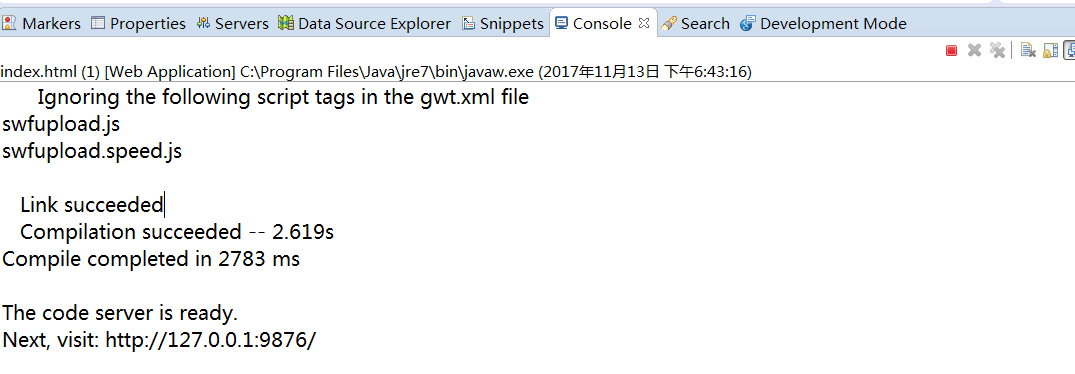 Markers Properties Servers Data Source Explorer Snippets Console Search Development Mode
index.html (1) [Web Application] C:\Program Files\Java\jre7\bin\javaw.exe (2017年11月13日 下午6:43:16)
Ignoring the following script tags in the gwt.xml file
swfupload.js
swfupload.speed.js
Link succeeded
Compilation succeeded -- 2.619s
Compile completed in 2783 ms
The code server is ready.
Next, visit: http://127.0.0.1:9876/